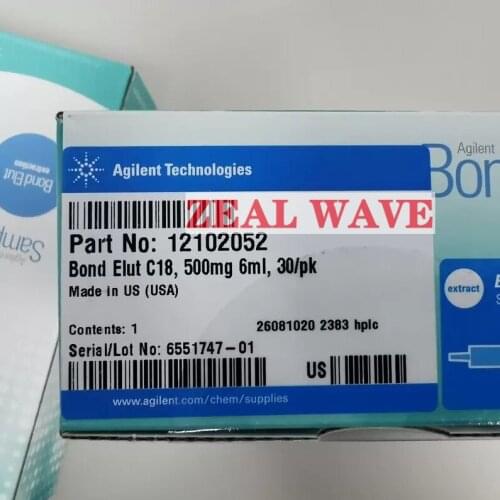 Agilent Technologies
ZEAL WAVE
Part No: 12102052
Bond Elut C18, 500mg 6ml, 30/pk
Made in US (USA)
Contents: 1
26081020 2383 hplc
Serial/Lot No: 6551747-01
US
www.agilent.com/chem/supplies
Agilent
Bon
extract
Bond Elut
extraction
Agilent
Samp